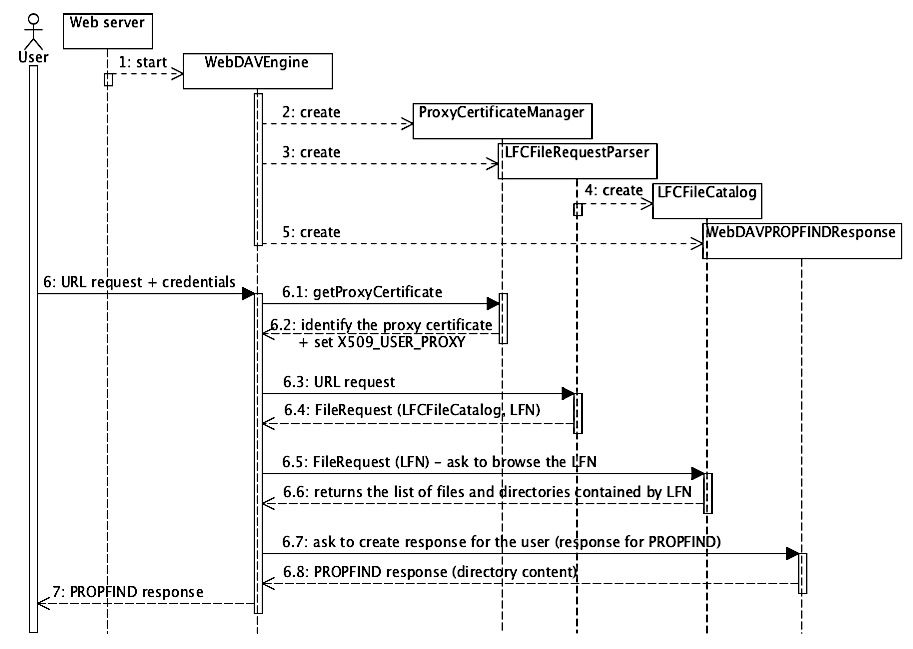 Web server
User
1: start
WebDAVEngine
2: create
ProxyCertificateManager
3: create
LFCFileRequestParser
4: create
LFCFileCatalog
5: create
WebDAVPROPFINDResponse
6: URL request + credentials
6.1: getProxyCertificate
6.2: identify the proxy certificate
+ set X509_USER_PROXY
6.3: URL request
6.4: FileRequest (LFCFileCatalog, LFN)
6.5: FileRequest (LFN) - ask to browse the LFN
6.6: returns the list of files and directories contained by LFN
6.7: ask to create response for the user (response for PROPFIND)
6.8: PROPFIND response (directory content)
7: PROPFIND response